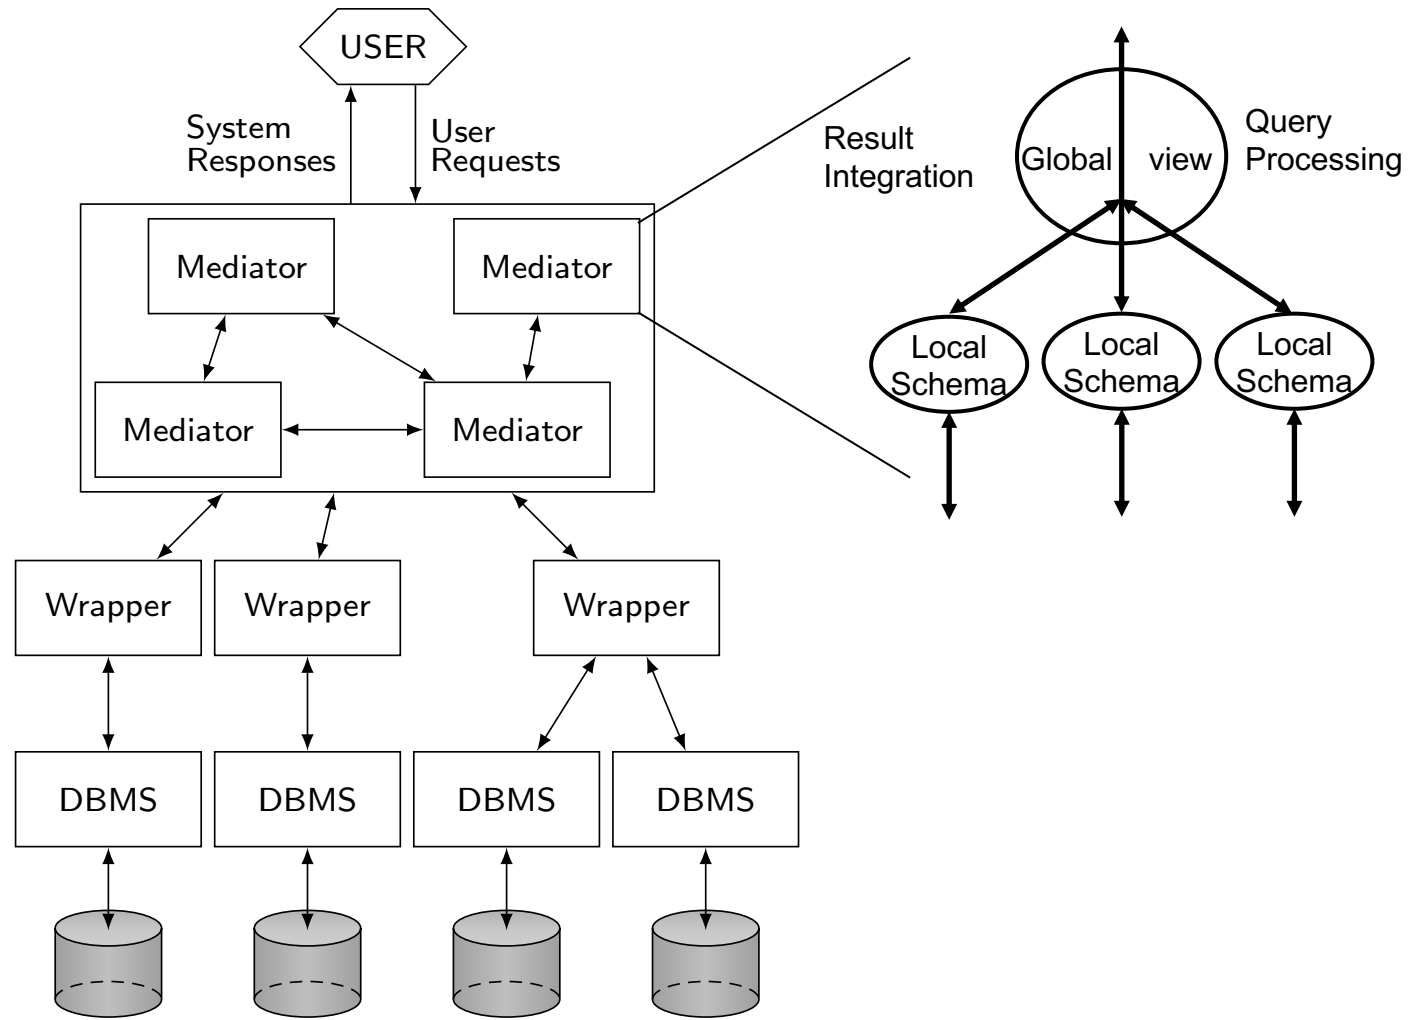 USER
System
Responses
User
Requests
Mediator
Mediator
Mediator
Mediator
Wrapper
Wrapper
Wrapper
DBMS
DBMS
DBMS
DBMS
Result
Integration
Global view
Query
Processing
Local
Schema
Local
Schema
Local
Schema